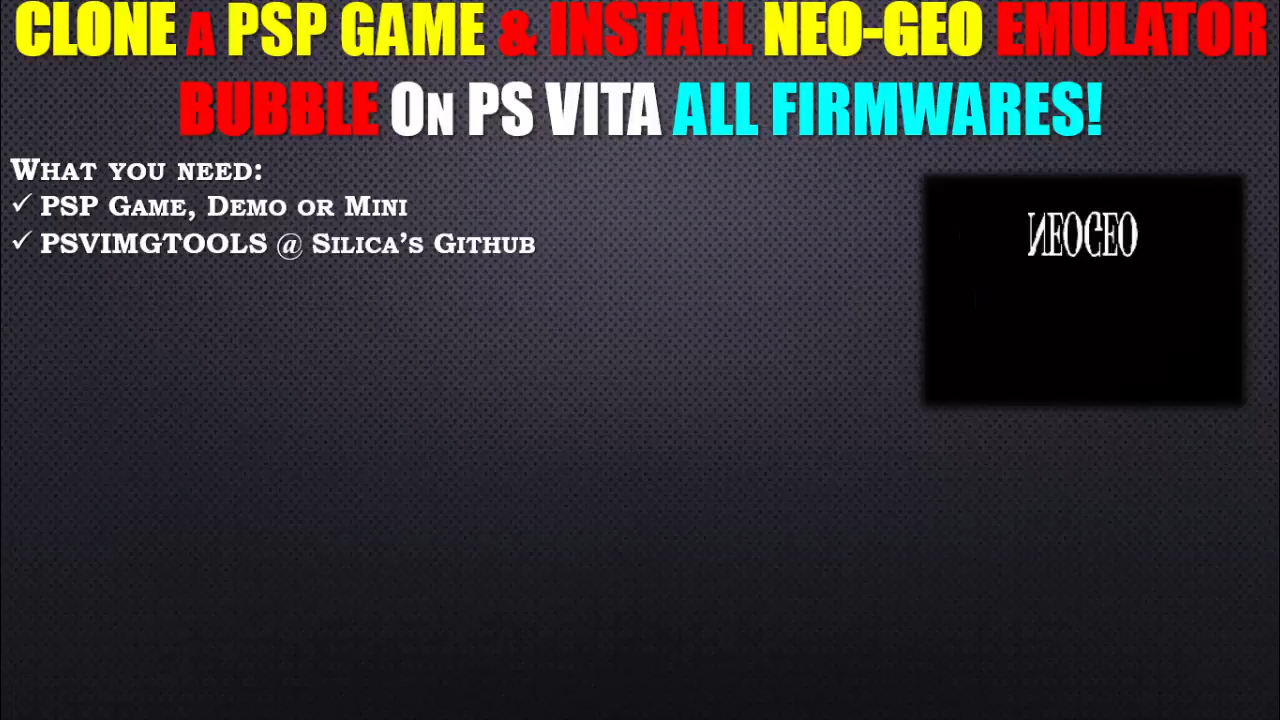 CLONE A PSP GAME & INSTALL NEO-GEO EMULATOR
BUBBLE ON PS VITA ALL FIRMWARES!
WHAT YOU NEED:
✓ PSP GAME, DEMO OR MINI
✓ PSVIMGTOOLS @ SILICA'S GITHUB
NEOGEO